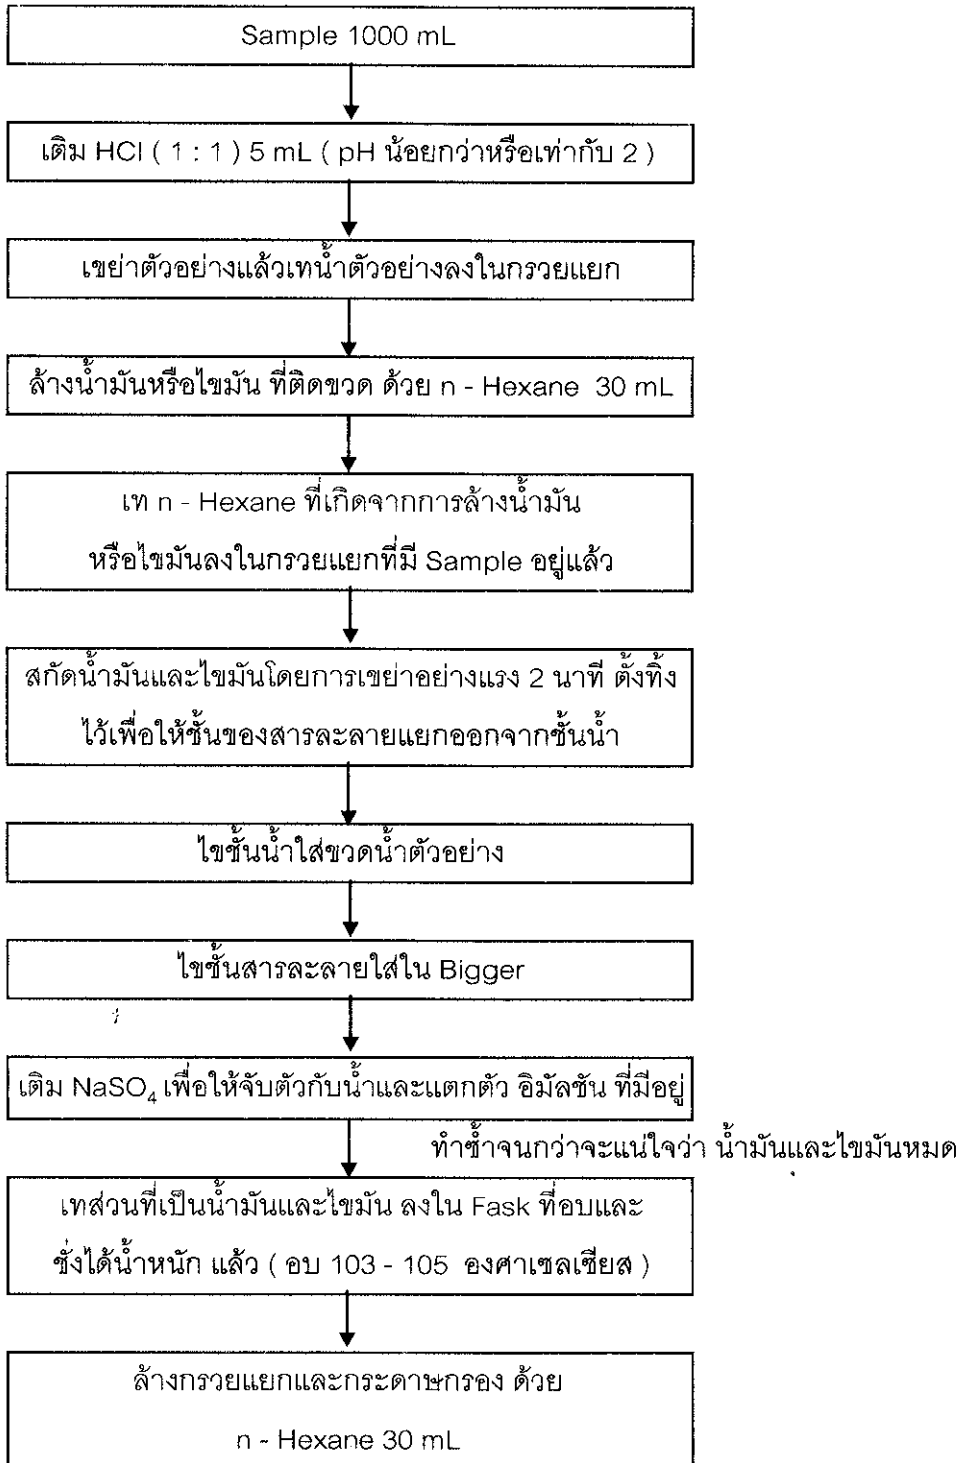 Sample 1000 mL
เติม HCl ( 1 : 1 ) 5 mL ( pH น้อยกว่าหรือเท่ากับ 2 )
เขย่าตัวอย่างแล้วเทน้ำตัวอย่างลงในกรวยแยก
ล้างน้ำมันหรือไขมัน ที่ติดขวด ด้วย n - Hexane 30 mL
เท n - Hexane ที่เกิดจากการล้างน้ำมัน
หรือไขมันลงในกรวยแยกที่มี Sample อยู่แล้ว
สกัดน้ำมันและไขมันโดยการเขย่าอย่างแรง 2 นาที ตั้งทิ้ง
ไว้เพื่อให้ชั้นของสารละลายแยกออกจากชั้นน้ำ
ไขชั้นน้ำใส่ขวดน้ำตัวอย่าง
ไขชั้นสารละลายใส่ใน Bigger
เติม NaSO₄ เพื่อให้จับตัวกับน้ำและแตกตัว อิมัลชัน ที่มีอยู่
ทำซ้ำจนกว่าจะแน่ใจว่า น้ำมันและไขมันหมด
เทส่วนที่เป็นน้ำมันและไขมัน ลงใน Fask ที่อบและ
ชั่งได้น้ำหนัก แล้ว ( อบ 103 - 105 องศาเซลเซียส )
ล้างกรวยแยกและกระดาษกรอง ด้วย
n - Hexane 30 mL